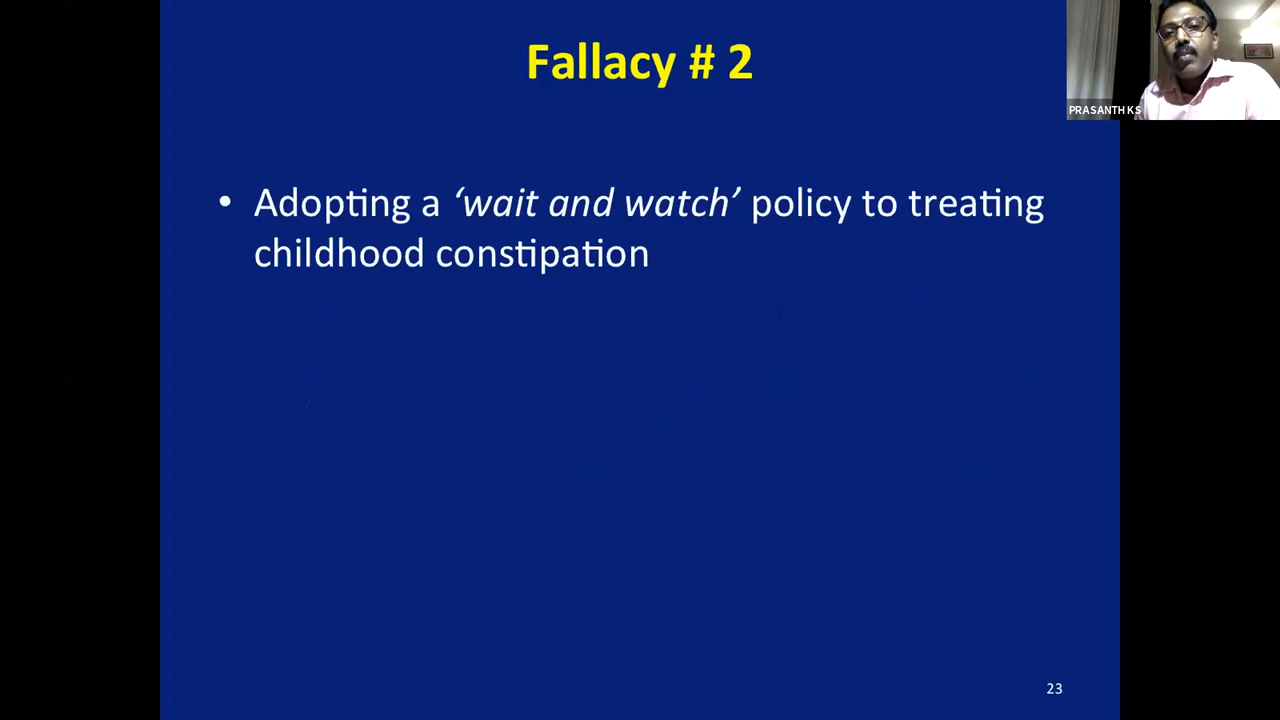 Fallacy # 2
PRASANTH KS
• Adopting a ‘wait and watch’ policy to treating
childhood constipation
23